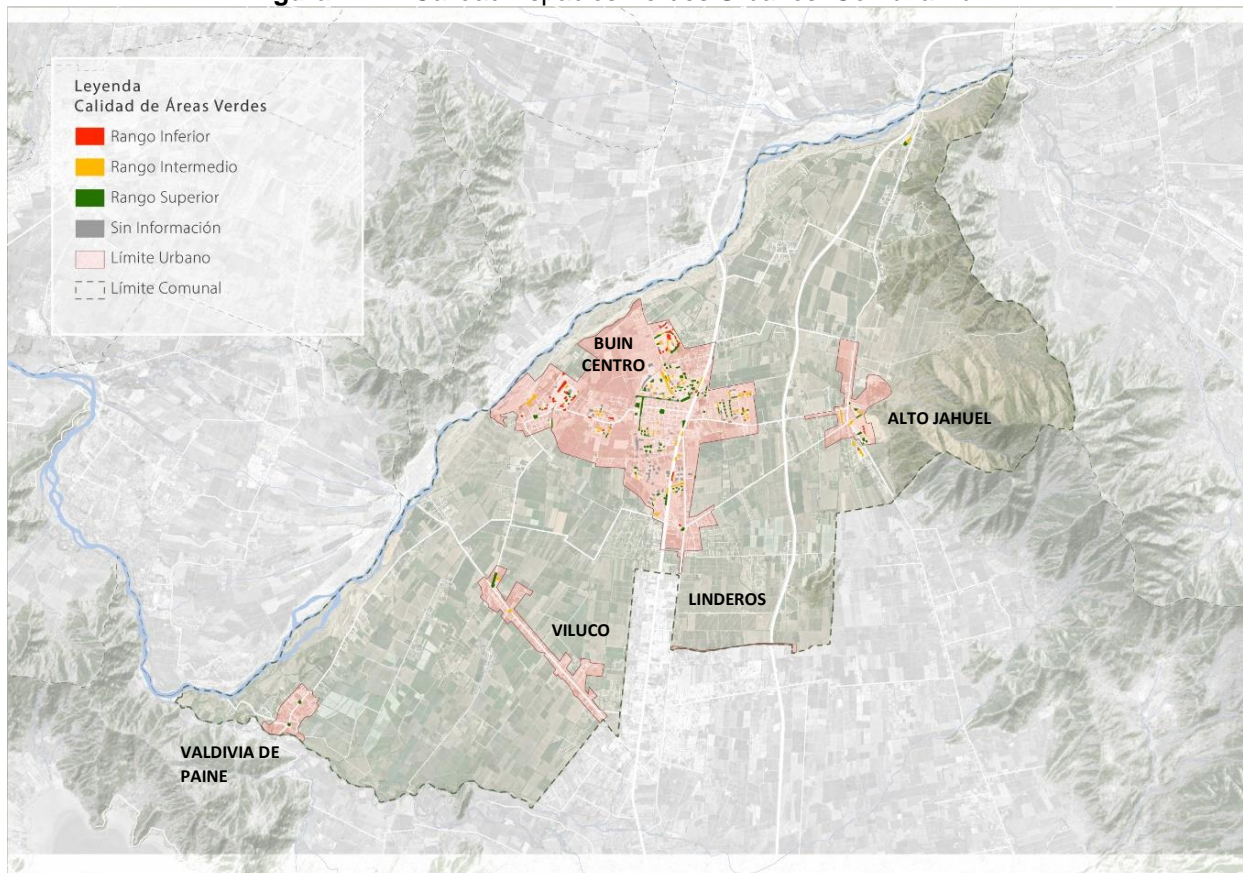 Leyenda
Calidad de Áreas Verdes
Rango Inferior
Rango Intermedio
Rango Superior
Sin Información
Límite Urbano
Límite Comunal
BUIN
CENTRO
ALTO JAHUEL
LINDEROS
VILUCO
VALDIVIA DE
PAINE